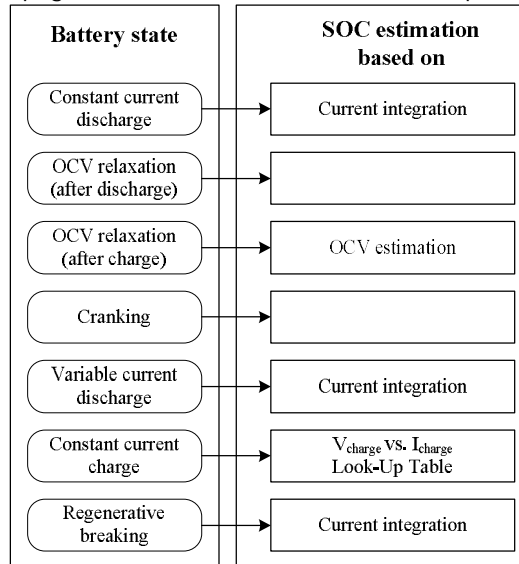 Battery state
SOC estimation
based on
Constant current
discharge
Current integration
OCV relaxation
(after discharge)
OCV relaxation
(after charge)
OCV estimation
Cranking
Variable current
discharge
Current integration
Constant current
charge
Vcharge vs. Icharge
Look-Up Table
Regenerative
breaking
Current integration